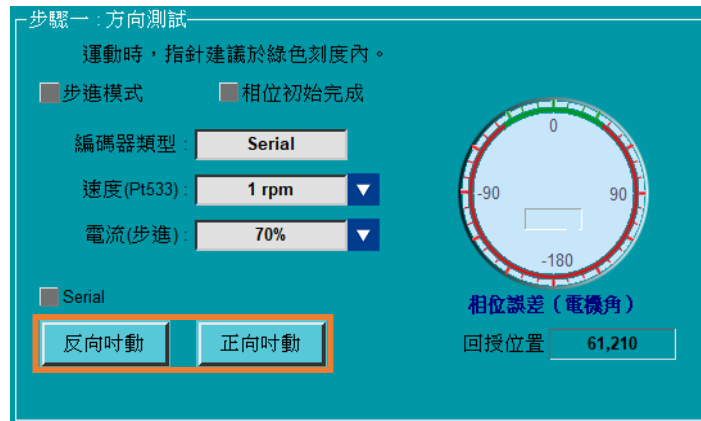 步驟一 : 方向測試
運動時，指針建議於綠色刻度內。
步進模式
相位初始完成
編碼器類型 : Serial
速度(Pt533) : 1 rpm
電流(步進) : 70%
Serial
反向吋動
正向吋動
0
-90
90
-180
相位誤差（電機角）
回授位置 61,210